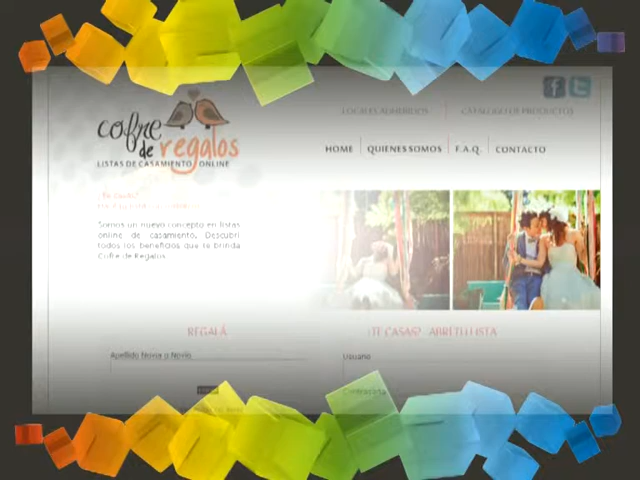 cofre
de regalos
LISTAS DE CASAMIENTO ONLINE
LOCALES ADHERIDOS
CATALOGO DE PRODUCTOS
HOME
QUIENES SOMOS
F.A.Q.
CONTACTO
Somos un nuevo concepto en listas
online de casamiento. Descubrí
todos los beneficios que te brinda
Cofre de Regalos
REGALÁ
¿TE CASAS? ABRÍ TU LISTA
Apellido Novia o Novio
Usuario
Contraseña